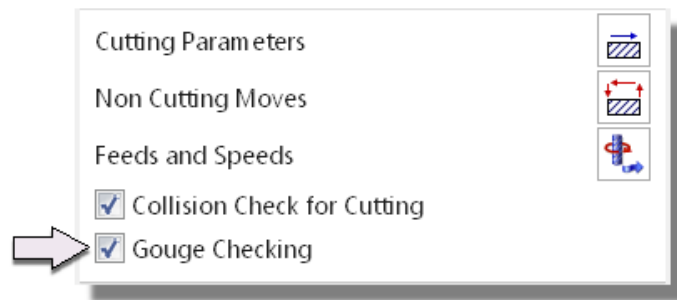 Cutting Parameters
Non Cutting Moves
Feeds and Speeds
Collision Check for Cutting
Gouge Checking